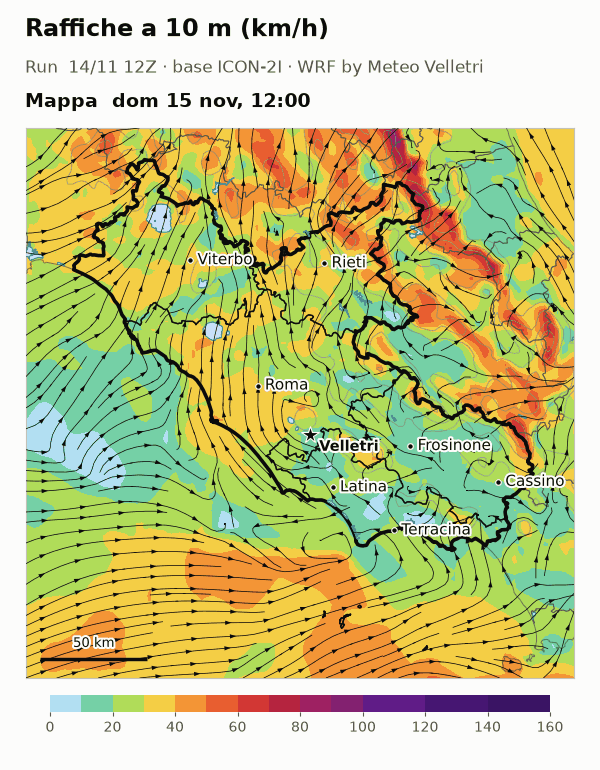 Raffiche a 10 m (km/h)
Run  14/11 12Z · base ICON-2I · WRF by Meteo Velletri
Mappa  dom 15 nov, 12:00
Viterbo
Rieti
Roma
Velletri
Frosinone
Cassino
Latina
Terracina
50 km
0 20 40 60 80 100 120 140 160